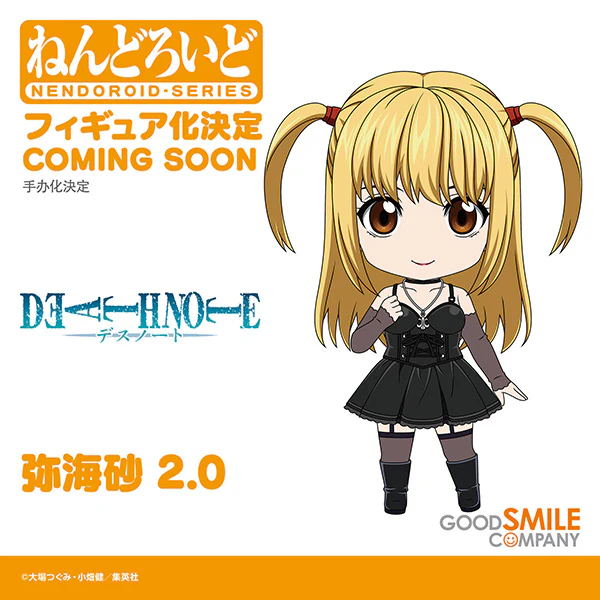 ねんどろいど
NENDOROID-SERIES
フィギュア化決定
COMING SOON
手办化決定
DEATH NOTE
デスノート
弥海砂 2.0
GOOD SMILE
COMPANY
©大場つぐみ・小畑健／集英社